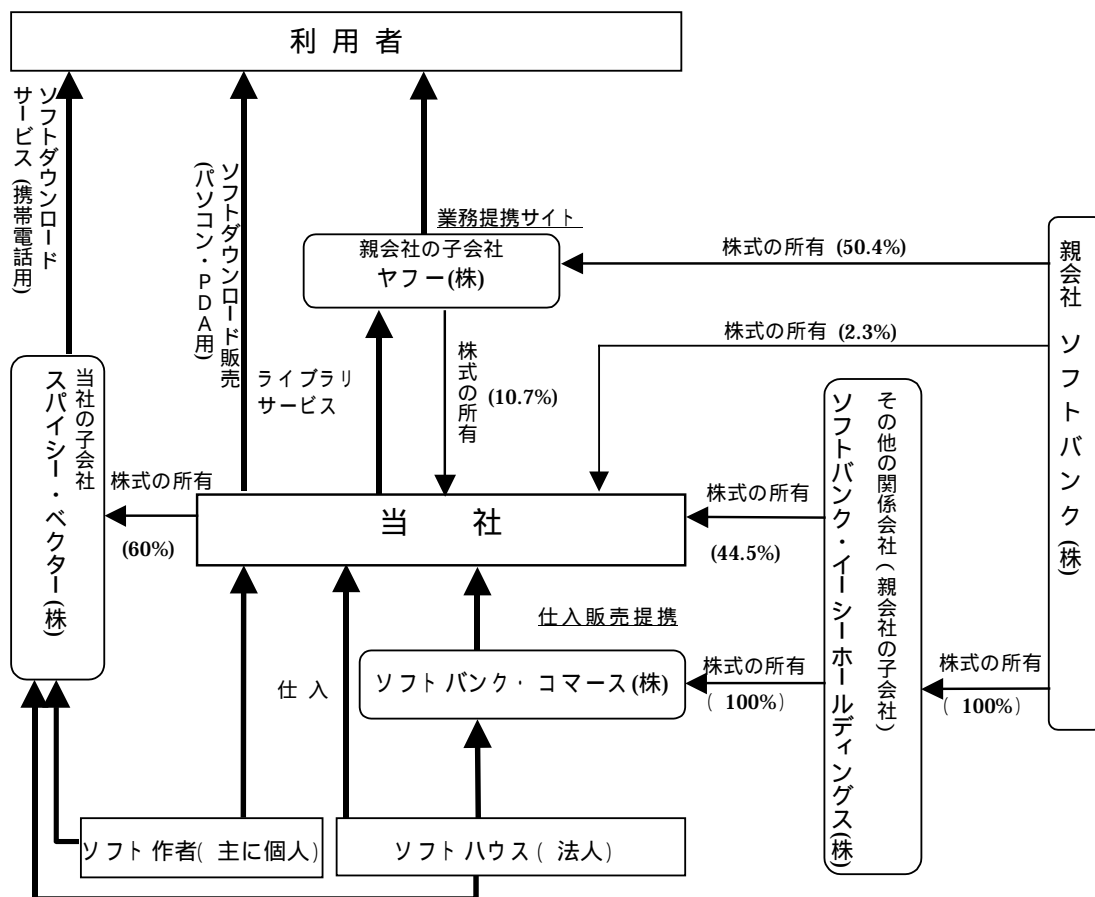 利用者
ソフトダウンロード
サービス(携帯電話用)
ソフトダウンロード販売
(パソコン・PDA用)
業務提携サイト
親会社の子会社
ヤフー(株)
株式の所有 (50.4%)
株式の所有 (2.3%)
親会社 ソフトバンク(株)
ライブラリ
サービス
株式の所有
(10.7%)
当社の子会社
スパイシー・ベクター(株)
株式の所有
(60%)
当社
株式の所有
(44.5%)
その他の関係会社(親会社の子会社)
ソフトバンク・イーシーホールディングス(株)
仕入販売提携
仕入
ソフトバンク・コマース(株)
株式の所有
(100%)
株式の所有
(100%)
ソフト作者(主に個人)
ソフトハウス(法人)